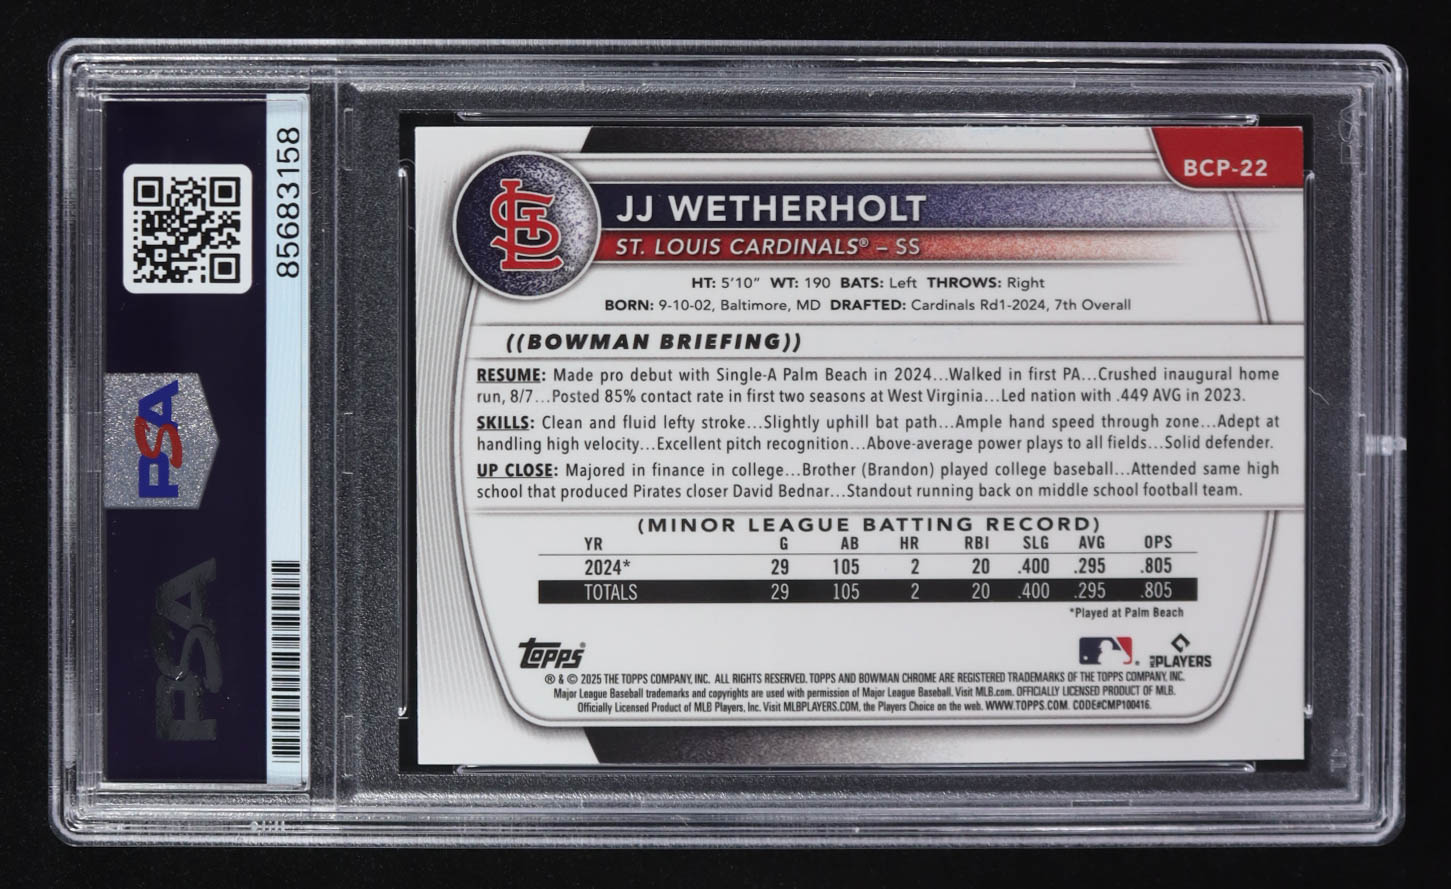 85683158
PSA
PSA
BCP-22
STL
JJ WETHERHOLT
ST. LOUIS CARDINALS® – SS
HT: 5'10" WT: 190 BATS: Left THROWS: Right
BORN: 9-10-02, Baltimore, MD DRAFTED: Cardinals Rd1-2024, 7th Overall
((BOWMAN BRIEFING))
RESUME: Made pro debut with Single-A Palm Beach in 2024...Walked in first PA...Crushed inaugural home
run, 8/7...Posted 85% contact rate in first two seasons at West Virginia...Led nation with .449 AVG in 2023.
SKILLS: Clean and fluid lefty stroke...Slightly uphill bat path...Ample hand speed through zone...Adept at
handling high velocity...Excellent pitch recognition...Above-average power plays to all fields...Solid defender.
UP CLOSE: Majored in finance in college...Brother (Brandon) played college baseball...Attended same high
school that produced Pirates closer David Bednar...Standout running back on middle school football team.
(MINOR LEAGUE BATTING RECORD)
YR G AB HR RBI SLG AVG OPS
2024* 29 105 2 20 .400 .295 .805
TOTALS 29 105 2 20 .400 .295 .805
*Played at Palm Beach
Topps®
MLB PLAYERS
® & © 2025 THE TOPPS COMPANY, INC. ALL RIGHTS RESERVED. TOPPS AND BOWMAN CHROME ARE REGISTERED TRADEMARKS OF THE TOPPS COMPANY, INC.
Major League Baseball trademarks and copyrights are used with permission of Major League Baseball. Visit MLB.com. OFFICIALLY LICENSED PRODUCT OF MLB.
Officially Licensed Product of MLB Players, Inc. Visit MLBPLAYERS.COM, the Players Choice on the web. WWW.TOPPS.COM. CODE#CMP100416.